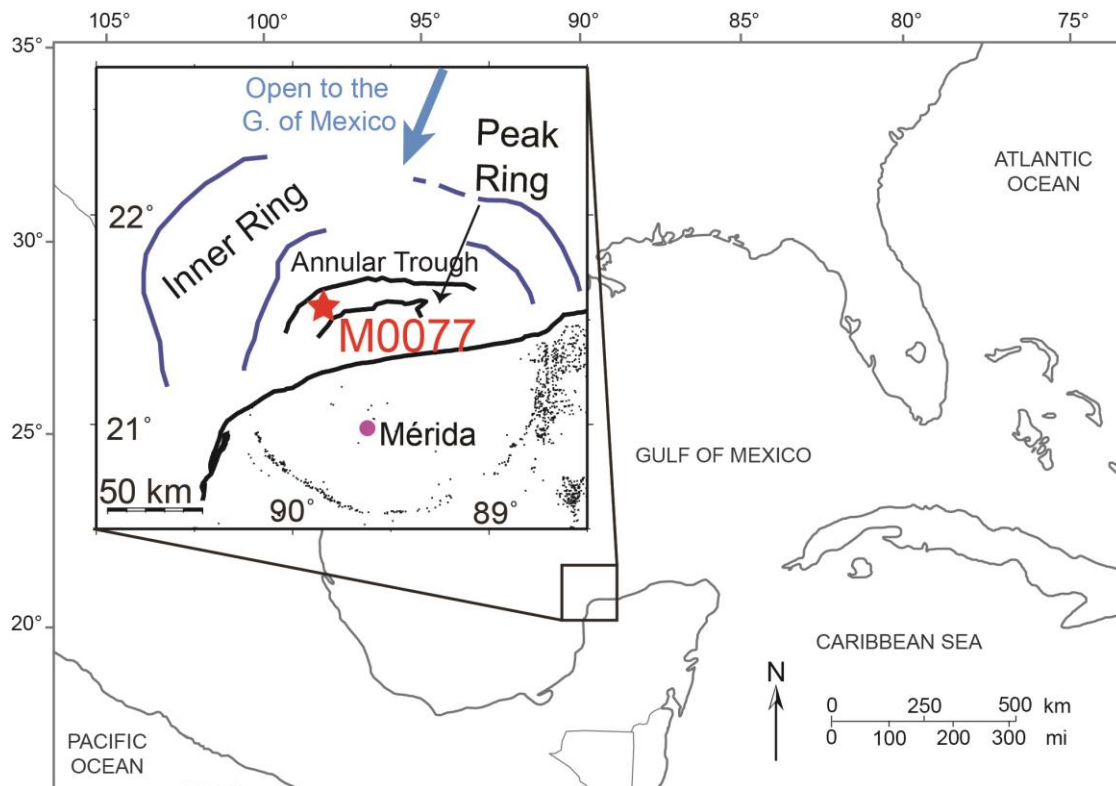 105°
100°
95°
90°
85°
80°
75°
35°
30°
25°
20°
Open to the
G. of Mexico
Peak
Ring
22°
Inner Ring
Annular Trough
M0077
21°
Mérida
50 km
90°
89°
ATLANTIC
OCEAN
GULF OF MEXICO
CARIBBEAN SEA
PACIFIC
OCEAN
N
0 250 500 km
0 100 200 300 mi